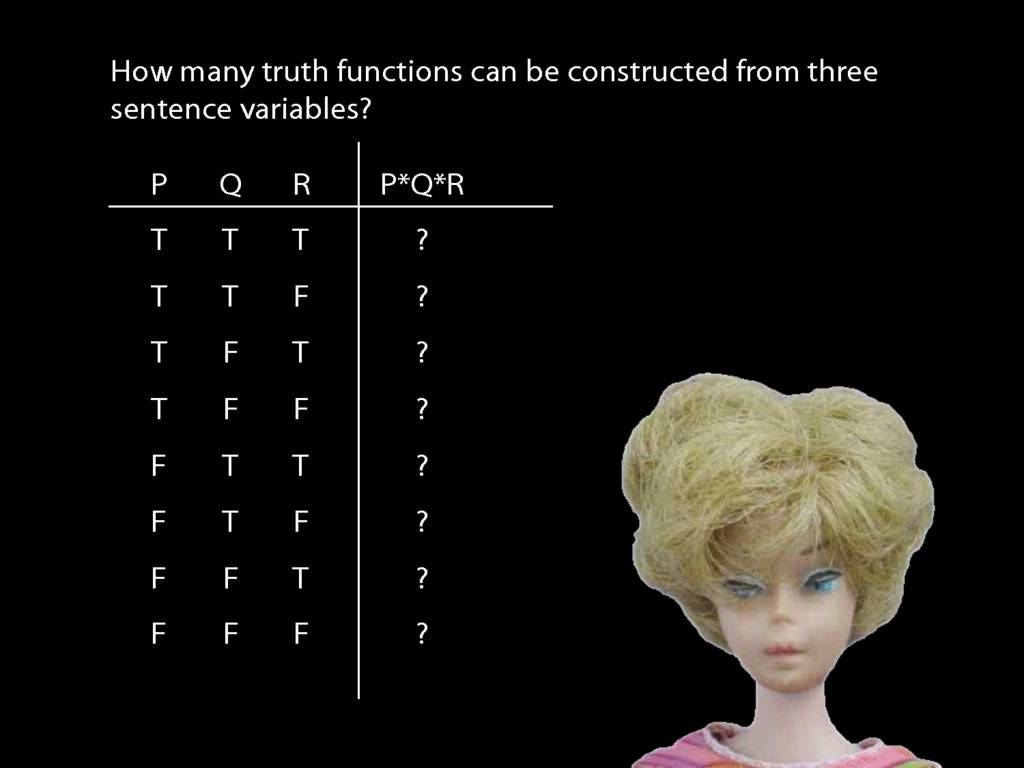 How many truth functions can be constructed from three
sentence variables?
P Q R P*Q*R
T T T ?
T T F ?
T F T ?
T F F ?
F T T ?
F T F ?
F F T ?
F F F ?